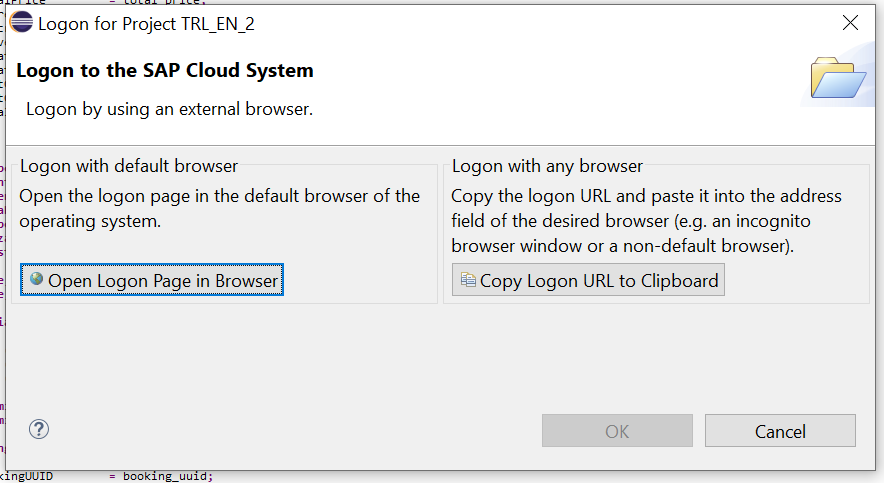 = total_price;
Logon for Project TRL_EN_2
Logon to the SAP Cloud System
Logon by using an external browser.
Logon with default browser
Open the logon page in the default browser of the
operating system.
Open Logon Page in Browser
Logon with any browser
Copy the logon URL and paste it into the address
field of the desired browser (e.g. an incognito
browser window or a non-default browser).
Copy Logon URL to Clipboard
OK
Cancel
kingUUID = booking_uuid;